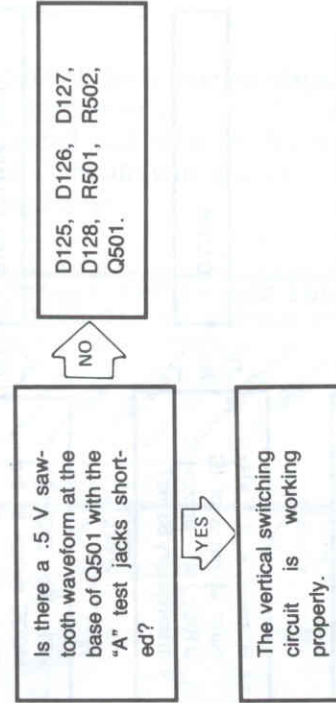 Is there a .5 V saw-
tooth waveform at the
base of Q501 with the
"A" test jacks short-
ed?
NO
D125, D126, D127,
D128, R501, R502,
Q501.
YES
The vertical switching
circuit is working
properly.